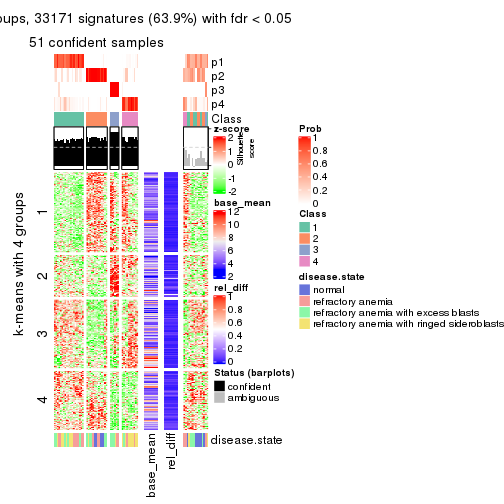 oups, 33171 signatures (63.9%) with fdr < 0.05
51 confident samples
p1
p2
p3
p4
Class
Silhouette
score
k-means with 4 groups
1
2
3
4
base_mean
rel_diff
disease.state
z-score
2
1
0
-1
-2
base_mean
12
10
8
6
4
2
rel_diff
1
0.8
0.6
0.4
0.2
0
Status (barplots)
confident
ambiguous
Prob
1
0.8
0.6
0.4
0.2
0
Class
1
2
3
4
disease.state
normal
refractory anemia
refractory anemia with excess blasts
refractory anemia with ringed sideroblasts